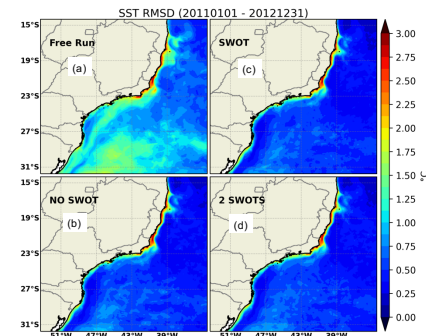 SST RMSD (20110101 - 20121231)
15°S
19°S
23°S
27°S
31°S
Free Run
(a)
SWOT
(c)
15°S
19°S
23°S
27°S
31°S
NO SWOT
(b)
2 SWOTS
(d)
51°W 47°W 43°W 39°W
51°W 47°W 43°W 39°W
3.00
2.75
2.50
2.25
2.00
1.75
1.50
1.25
1.00
0.75
0.50
0.25
0.00
°C